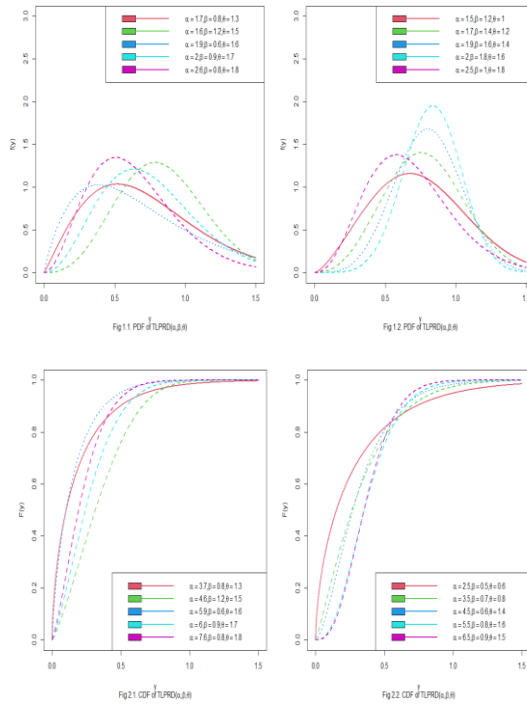 α = 1.7,β = 0.8,θ = 1.3
α = 1.6,β = 1.2,θ = 1.5
α = 1.9,β = 0.6,θ = 1.6
α = 2,β = 0.9,θ = 1.7
α = 2.6,β = 0.8,θ = 1.8
f(y)
0.0 0.5 1.0 1.5 2.0 2.5 3.0
0.0 0.5 1.0 1.5
y
Fig 1.1. PDF of TLPRD(α,β,θ)
α = 1.5,β = 1.2,θ = 1
α = 1.7,β = 1.4,θ = 1.2
α = 1.9,β = 1.6,θ = 1.4
α = 2,β = 1.8,θ = 1.6
α = 2.5,β = 1,θ = 1.8
f(y)
0.0 0.5 1.0 1.5 2.0 2.5 3.0
0.0 0.5 1.0 1.5
y
Fig 1.2. PDF of TLPRD(α,β,θ)
F(y)
0.0 0.2 0.4 0.6 0.8 1.0
α = 3.7,β = 0.8,θ = 1.3
α = 4.6,β = 1.2,θ = 1.5
α = 5.9,β = 0.6,θ = 1.6
α = 6,β = 0.9,θ = 1.7
α = 7.6,β = 0.8,θ = 1.8
0.0 0.5 1.0 1.5
y
Fig 2.1. CDF of TLPRD(α,β,θ)
F(y)
0.0 0.2 0.4 0.6 0.8 1.0
α = 2.5,β = 0.5,θ = 0.6
α = 3.5,β = 0.7,θ = 0.8
α = 4.5,β = 0.6,θ = 1.4
α = 5.5,β = 0.8,θ = 1.6
α = 6.5,β = 0.9,θ = 1.5
0.0 0.5 1.0 1.5
y
Fig 2.2. CDF of TLPRD(α,β,θ)